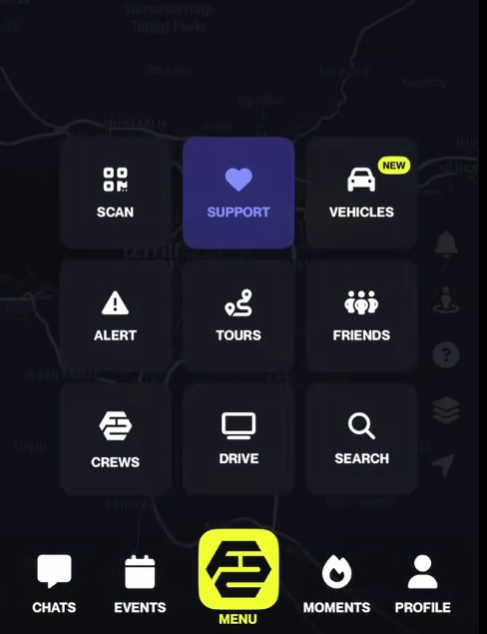 NEW
SCAN
SUPPORT
VEHICLES
ALERT
TOURS
FRIENDS
CREWS
DRIVE
SEARCH
CHATS
EVENTS
MENU
MOMENTS
PROFILE